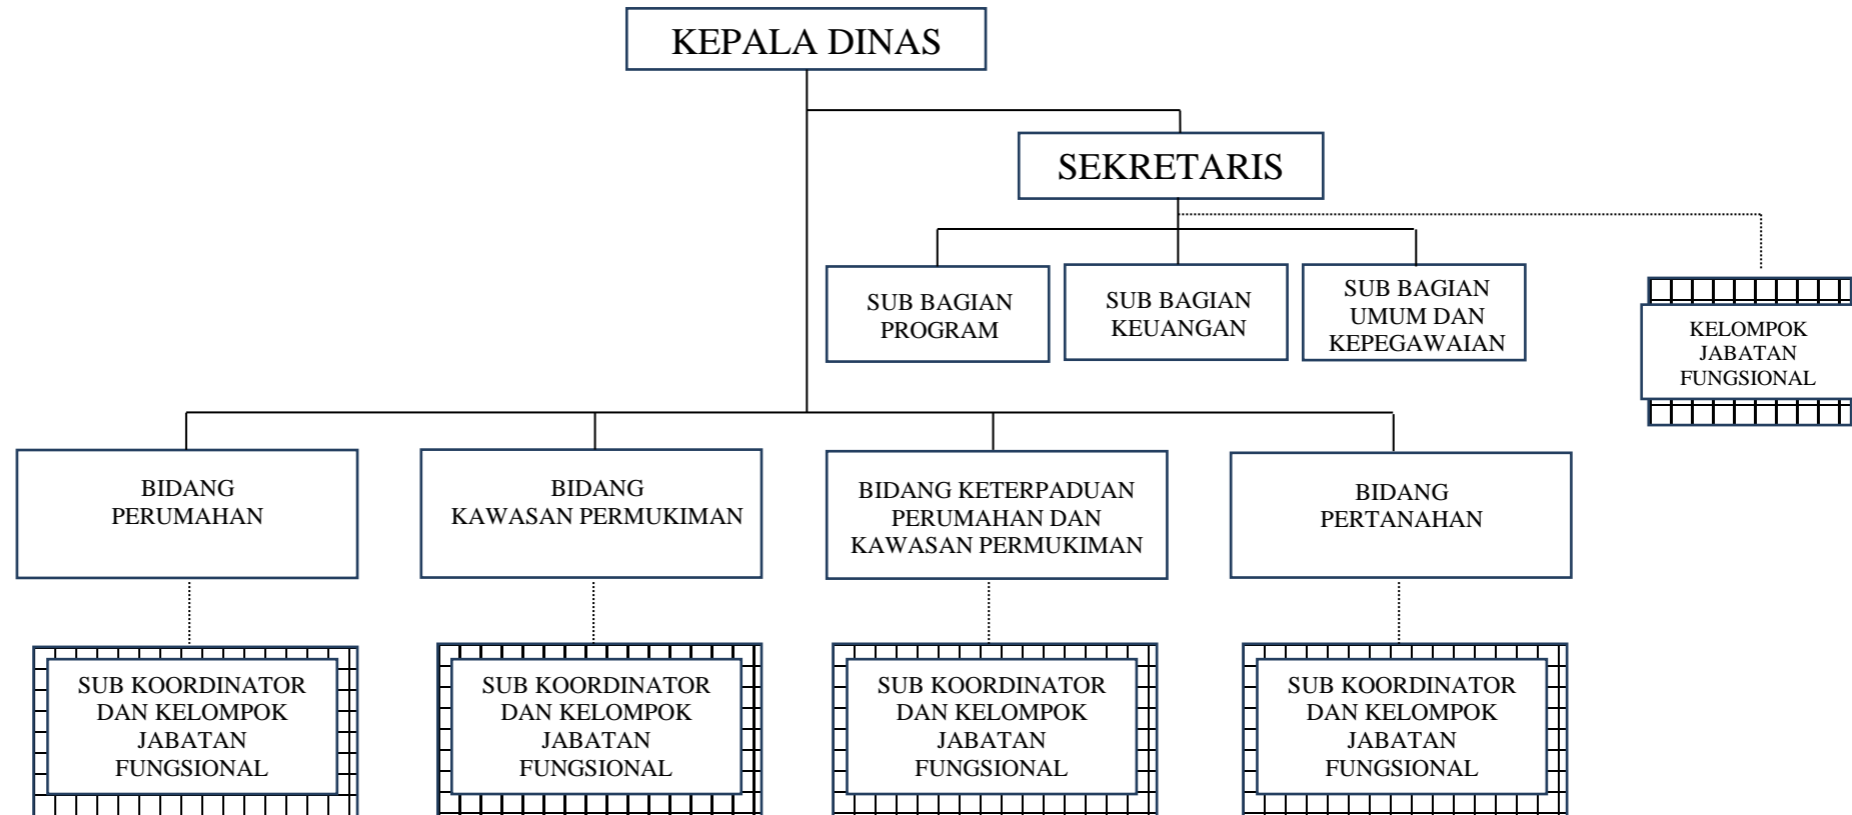 KEPALA DINAS
SEKRETARIS
SUB BAGIAN
PROGRAM
SUB BAGIAN
KEUANGAN
SUB BAGIAN
UMUM DAN
KEPEGAWAIAN
KELOMPOK
JABATAN
FUNGSIONAL
BIDANG
PERUMAHAN
BIDANG
KAWASAN PERMUKIMAN
BIDANG KETERPADUAN
PERUMAHAN DAN
KAWASAN PERMUKIMAN
BIDANG
PERTANAHAN
SUB KOORDINATOR
DAN KELOMPOK
JABATAN
FUNGSIONAL
SUB KOORDINATOR
DAN KELOMPOK
JABATAN
FUNGSIONAL
SUB KOORDINATOR
DAN KELOMPOK
JABATAN
FUNGSIONAL
SUB KOORDINATOR
DAN KELOMPOK
JABATAN
FUNGSIONAL